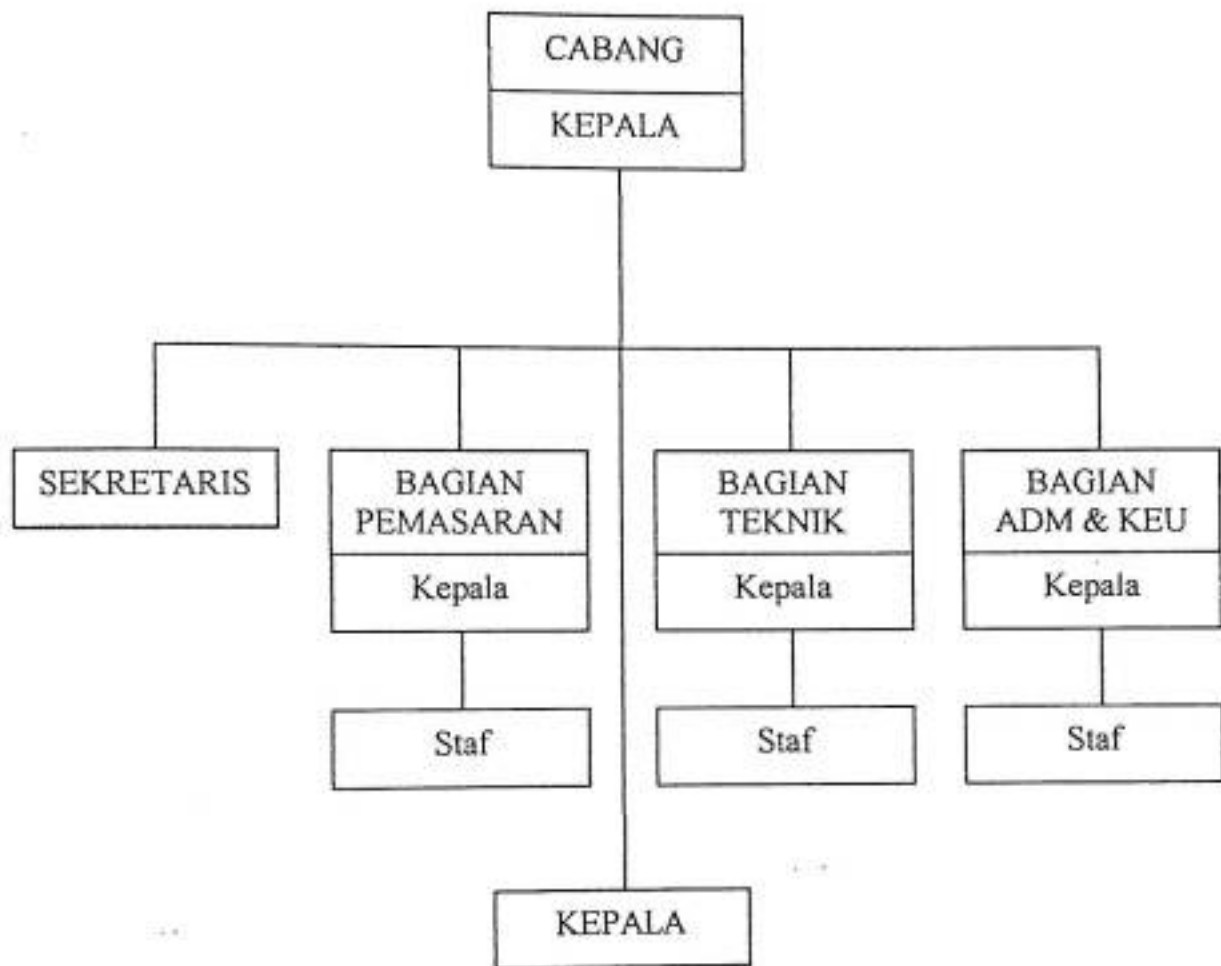 CABANG
KEPALA
SEKRETARIS
BAGIAN
PEMASARAN
Kepala
BAGIAN
TEKNIK
Kepala
BAGIAN
ADM & KEU
Kepala
Staf
Staf
Staf
KEPALA